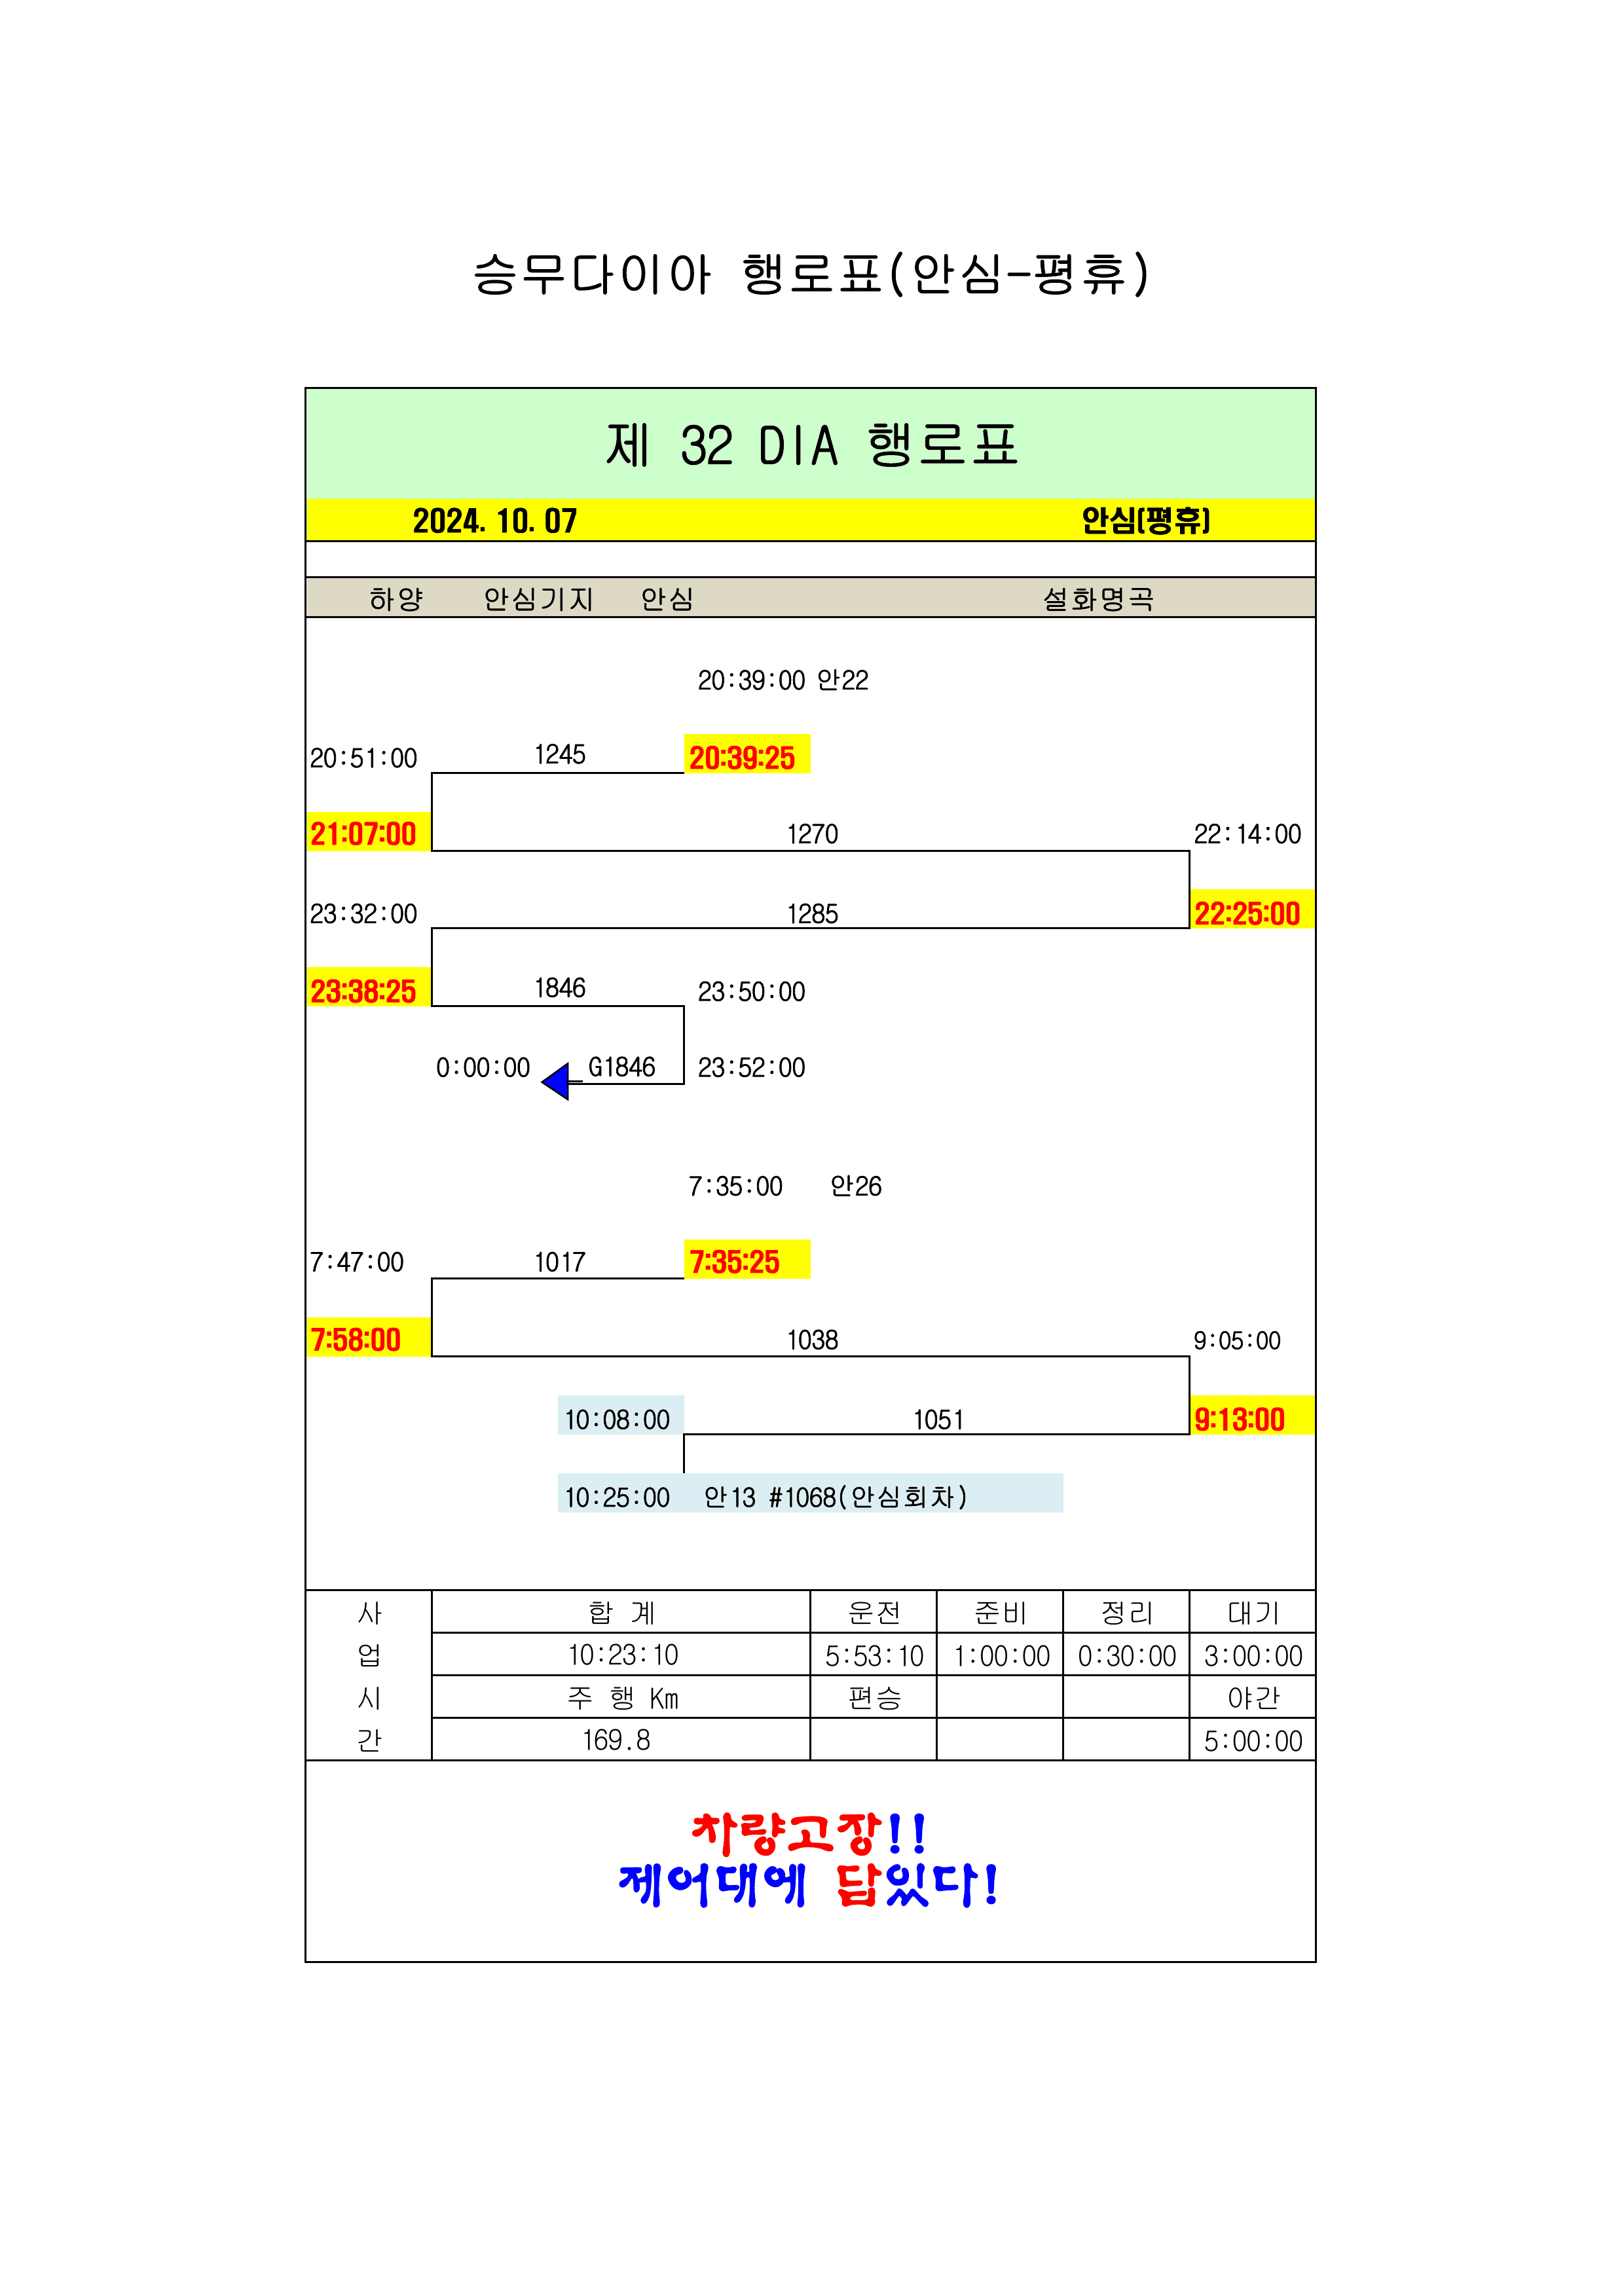 승무다이아 행로표(안심-평휴)
제 32 DIA 행로표
2024. 10. 07 안심(평휴)
하양 안심기지 안심 설화명곡
20:39:00 안22
20:51:00 1245 20:39:25
21:07:00 1270 22:14:00
23:32:00 1285 22:25:00
23:38:25 1846 23:50:00
0:00:00 G1846 23:52:00
7:35:00 안26
7:47:00 1017 7:35:25
7:58:00 1038 9:05:00
10:08:00 1051 9:13:00
10:25:00 안13 #1068(안심회차)
사 합 계 운전 준비 정리 대기
업 10:23:10 5:53:10 1:00:00 0:30:00 3:00:00
시 주 행 Km 편승 야간
간 169.8 5:00:00
차량고장!!
제어대에 답있다!